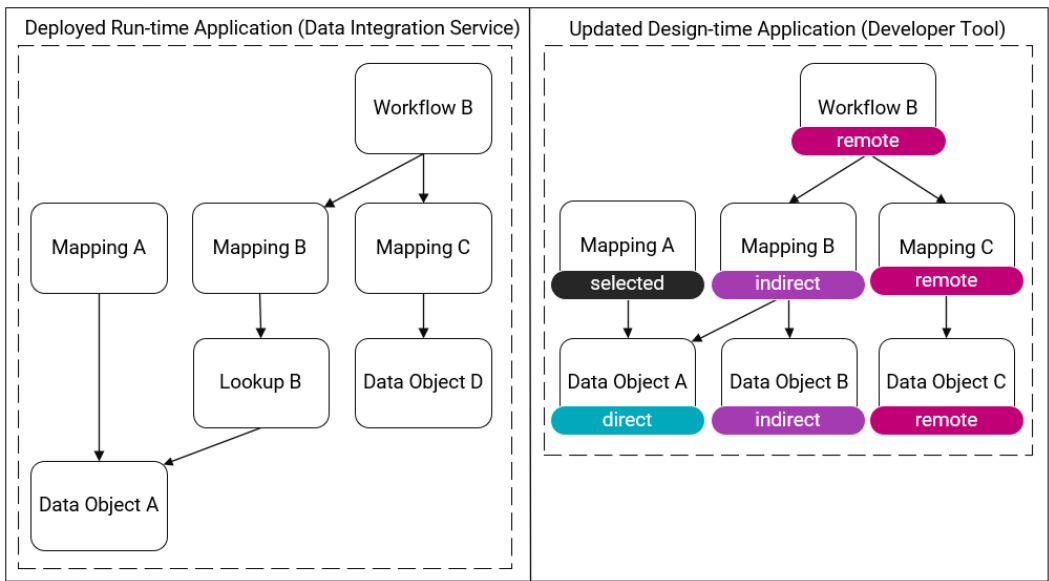 Deployed Run-time Application (Data Integration Service)
Workflow B
Mapping A
Mapping B
Mapping C
Lookup B
Data Object D
Data Object A
Updated Design-time Application (Developer Tool)
Workflow B
remote
Mapping A
selected
Mapping B
indirect
Mapping C
remote
Data Object A
direct
Data Object B
indirect
Data Object C
remote